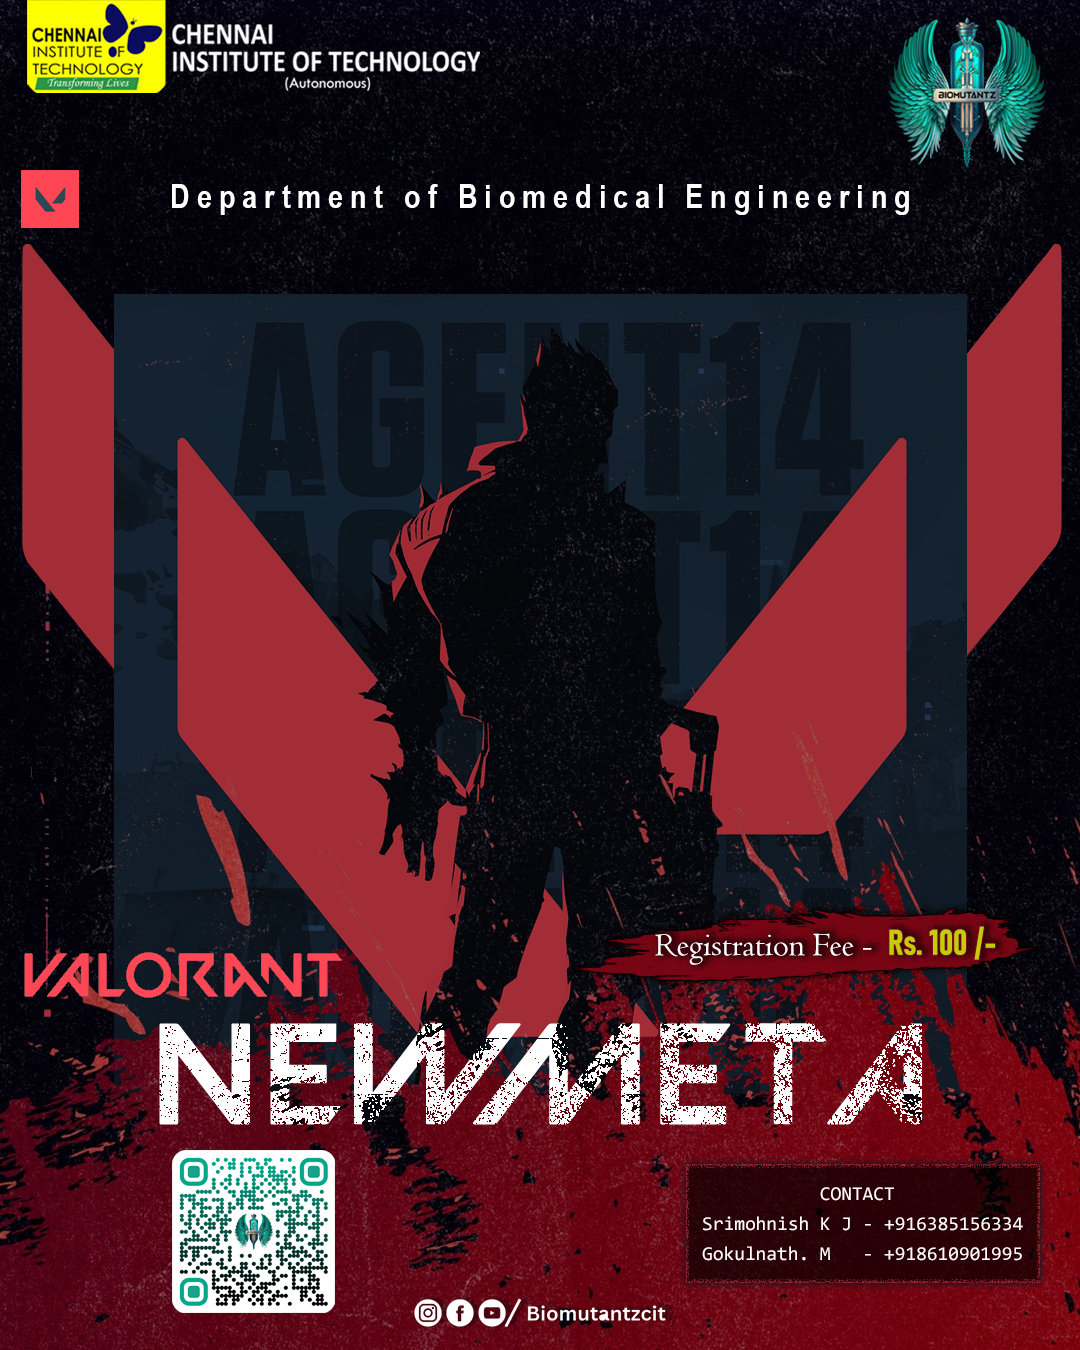 CHENNAI
INSTITUTE OF
TECHNOLOGY
Transforming Lives
CHENNAI
INSTITUTE OF TECHNOLOGY
(Autonomous)
BIOMUTANTZ
Department of Biomedical Engineering
AGENT14
Registration Fee - Rs. 100 /-
VALORANT
NEWMETA
CONTACT
Srimohnish K J - +916385156334
Gokulnath. M - +918610901995
/ Biomutantzcit